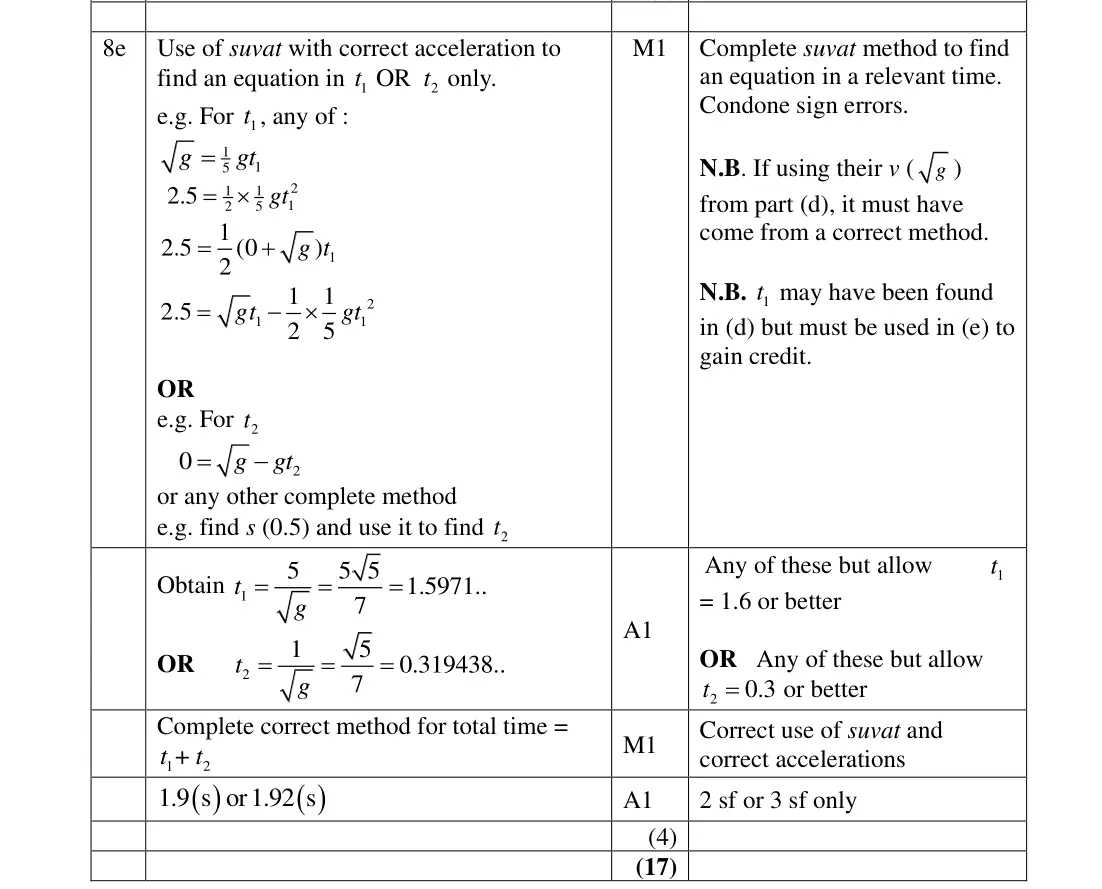 8e
Use of suvat with correct acceleration to
find an equation in t₁ OR t₂ only.
e.g. For t₁, any of :
√g = 1/5 gt₁
2.5 = 1/2 × 1/5 gt₁²
2.5 = 1/2 (0 + √g)t₁
2.5 = √gt₁ − 1/2 × 1/5 gt₁²
OR
e.g. For t₂
0 = √g − gt₂
or any other complete method
e.g. find s (0.5) and use it to find t₂
M1
Complete suvat method to find
an equation in a relevant time.
Condone sign errors.
N.B. If using their v (√g)
from part (d), it must have
come from a correct method.
N.B. t₁ may have been found
in (d) but must be used in (e) to
gain credit.
Obtain t₁ = 5/√g = 5√5/7 = 1.5971..
OR t₂ = 1/√g = √5/7 = 0.319438..
A1
Any of these but allow t₁
= 1.6 or better
OR Any of these but allow
t₂ = 0.3 or better
Complete correct method for total time =
t₁+ t₂
M1
Correct use of suvat and
correct accelerations
1.9(s) or 1.92(s)
A1
2 sf or 3 sf only
(4)
(17)